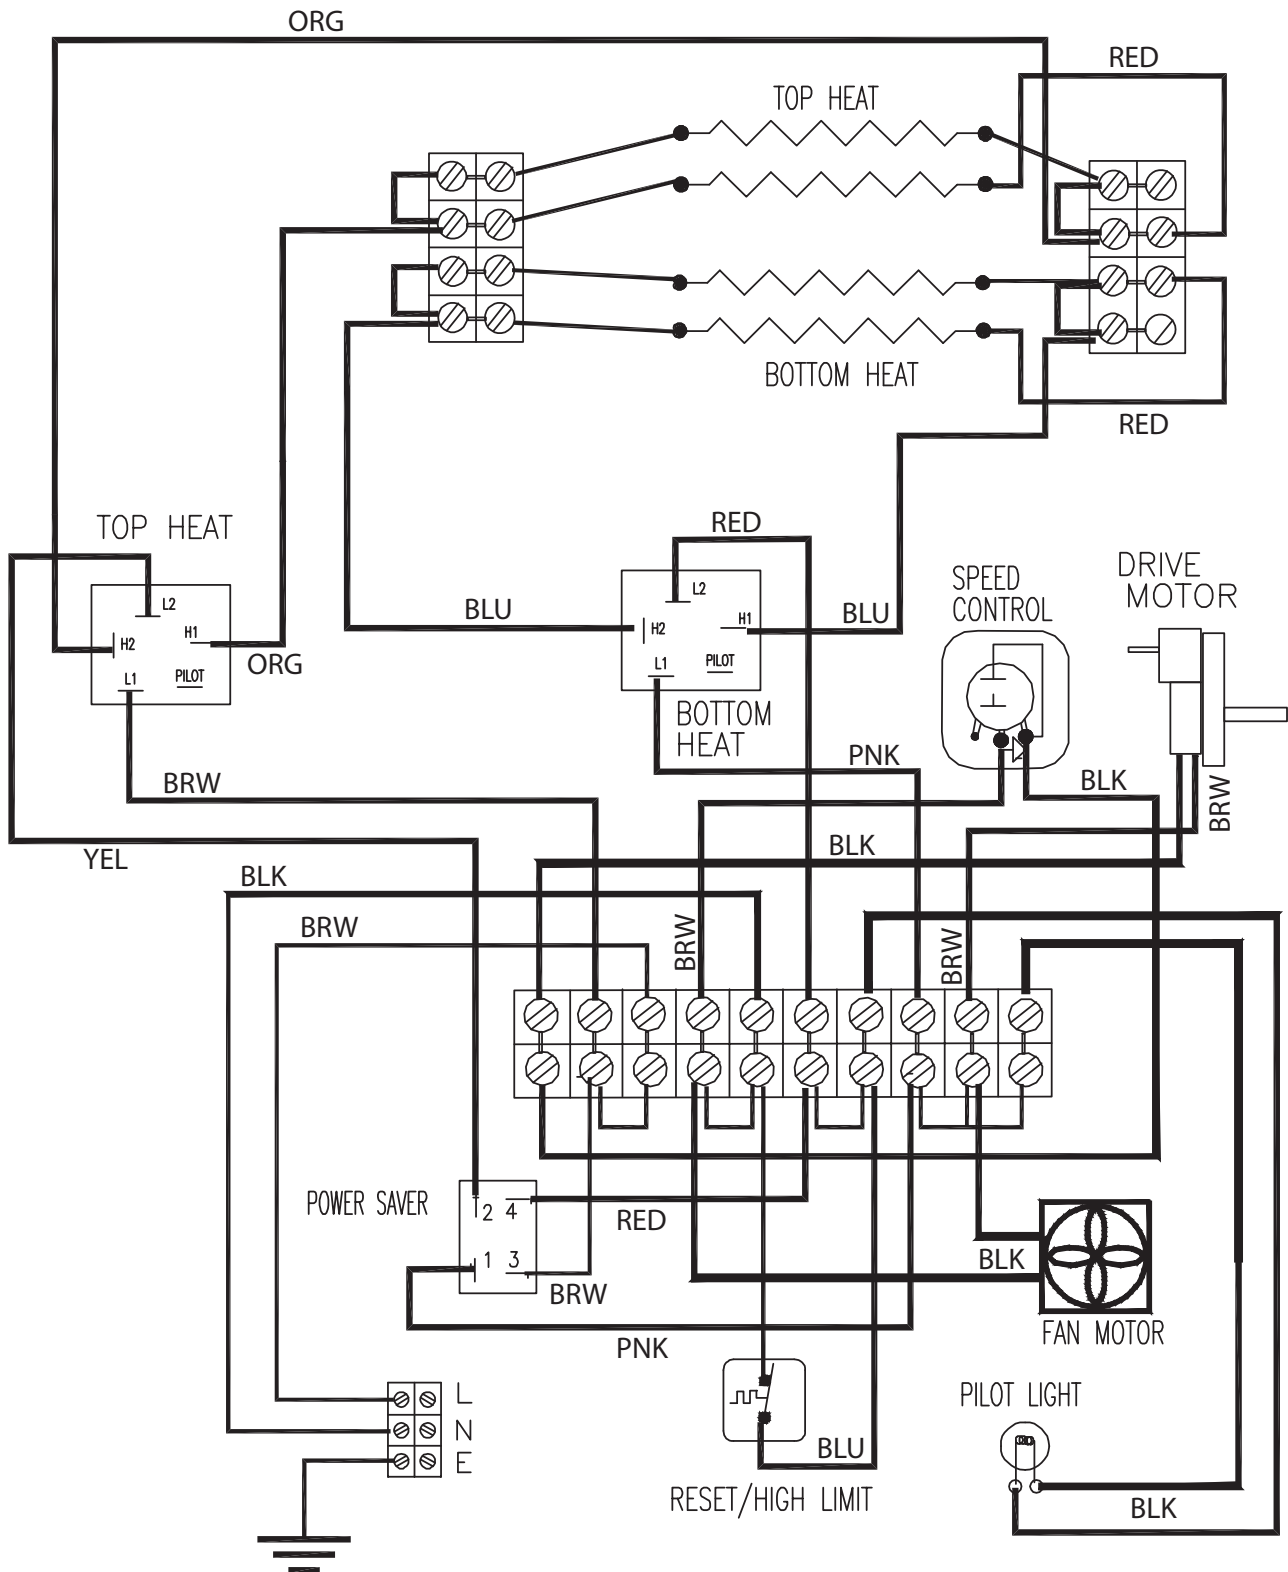 ORG
RED
TOP HEAT
BOTTOM HEAT
RED
TOP HEAT
RED
SPEED
CONTROL
DRIVE
MOTOR
L2
H1
H2
L1
PILOT
ORG
BLU
L2
H1
H2
L1
PILOT
BLU
BOTTOM
HEAT
PNK
BRW
BLK
BRW
YEL
BLK
BLK
BRW
BRW
BRW
POWER SAVER
2 4
1 3
RED
BRW
PNK
BLK
FAN MOTOR
L
N
E
BLU
RESET/HIGH LIMIT
PILOT LIGHT
BLK